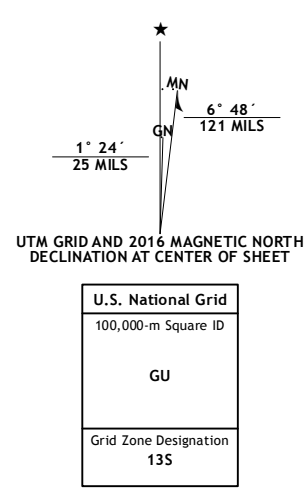 ★
MN
GN
6° 48´
121 MILS
1° 24´
25 MILS
UTM GRID AND 2016 MAGNETIC NORTH
DECLINATION AT CENTER OF SHEET
U.S. National Grid
100,000-m Square ID
GU
Grid Zone Designation
13S